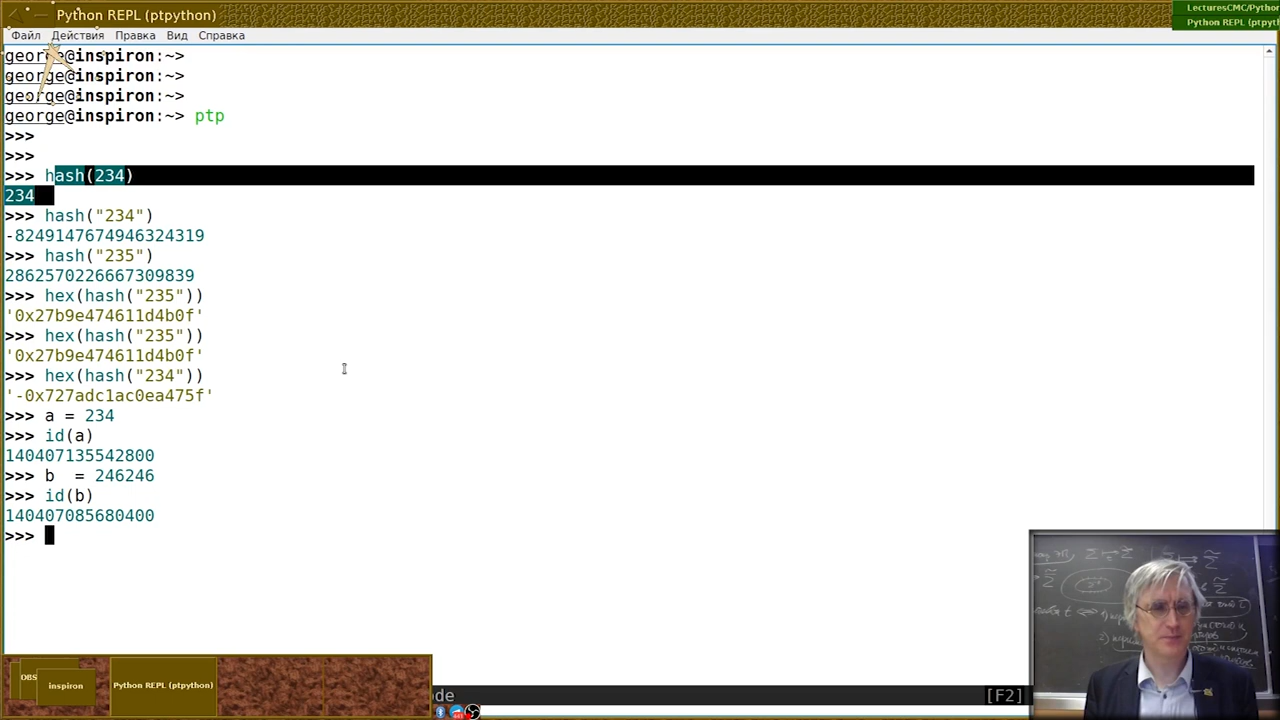 Python REPL (ptpython)
LecturesCMC/Python
Python REPL (ptpyth
Файл Действия Правка Вид Справка
george@inspiron:~>
george@inspiron:~>
george@inspiron:~>
george@inspiron:~> ptp
>>>
>>>
>>> hash(234)
234
>>> hash("234")
-8249147674946324319
>>> hash("235")
2862570226667309839
>>> hex(hash("235"))
'0x27b9e474611d4b0f'
>>> hex(hash("235"))
'0x27b9e474611d4b0f'
>>> hex(hash("234"))
'-0x727adc1ac0ea475f'
>>> a = 234
>>> id(a)
140407135542800
>>> b  = 246246
>>> id(b)
140407085680400
>>>
OBS
inspiron
Python REPL (ptpython)
de
[F2]